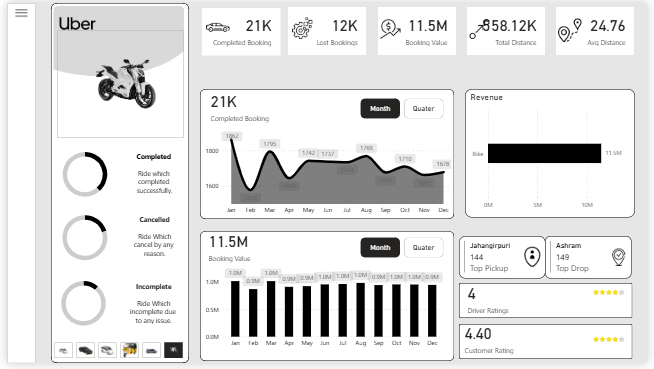 Uber
Completed
Ride which
completed
successfully.
Cancelled
Ride Which
cancel by any
reason.
Incomplete
Ride Which
incomplete due
to any issue.
21K
Completed Booking
12K
Lost Bookings
11.5M
Booking Value
558.12K
Total Distance
24.76
Avg Distance
21K
Completed Booking
Month
Quater
1800
1600
1862
1795
1742
1737
1769
1710
1678
Jan Feb Mar Apr May Jun Jul Aug Sep Oct Nov Dec
11.5M
Booking Value
Month
Quater
1.0M
0.5M
0.0M
1.0M 0.9M 1.0M 0.9M 0.9M 1.0M 1.0M 1.0M 0.9M 1.0M 0.9M 0.9M
Jan Feb Mar Apr May Jun Jul Aug Sep Oct Nov Dec
Revenue
Bike
11.5M
0M 5M 10M
Jahangirpuri
144
Top Pickup
Ashram
149
Top Drop
4
Driver Ratings
4.40
Customer Rating